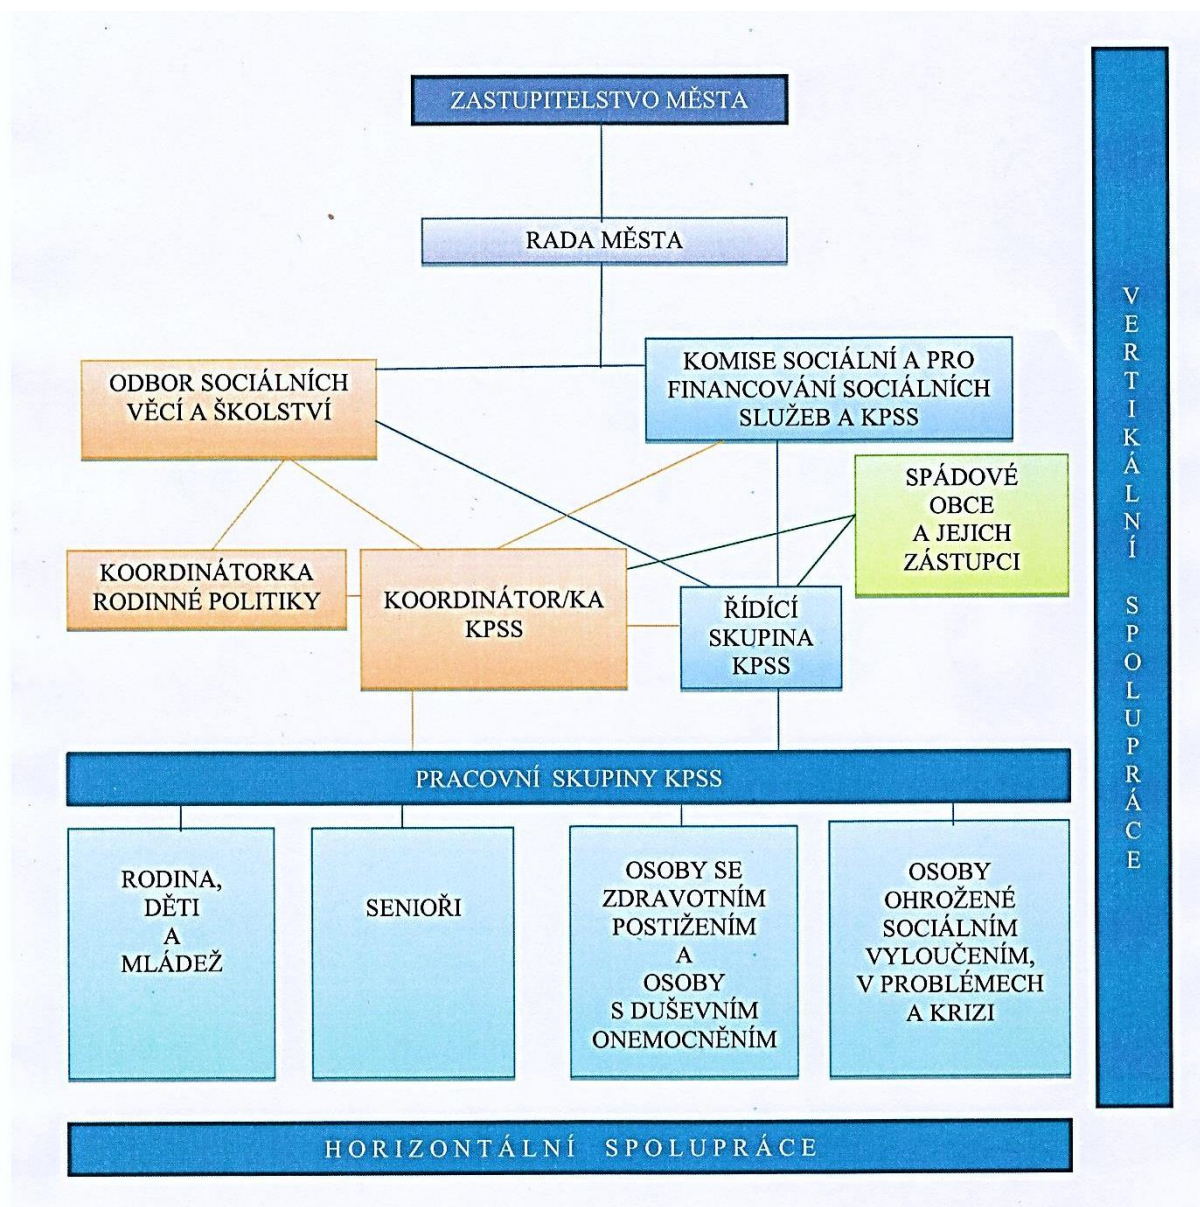 ZASTUPITELSTVO MĚSTA
RADA MĚSTA
ODBOR SOCIÁLNÍCH
VĚCÍ A ŠKOLSTVÍ
KOMISE SOCIÁLNÍ A PRO
FINANCOVÁNÍ SOCIÁLNÍCH
SLUŽEB A KPSS
SPÁDOVÉ
OBCE
A JEJICH
ZÁSTUPCI
KOORDINÁTORKA
RODINNÉ POLITIKY
KOORDINÁTOR/KA
KPSS
ŘÍDÍCÍ
SKUPINA
KPSS
PRACOVNÍ SKUPINY KPSS
RODINA,
DĚTI
A
MLÁDEŽ
SENIOŘI
OSOBY SE
ZDRAVOTNÍM
POSTIŽENÍM
A
OSOBY
S DUŠEVNÍM
ONEMOCNĚNÍM
OSOBY
OHROŽENÉ
SOCIÁLNÍM
VYLOUČENÍM,
V PROBLÉMECH
A KRIZI
VERTIKÁLNÍ SPOLUPRÁCE
HORIZONTÁLNÍ SPOLUPRÁCE